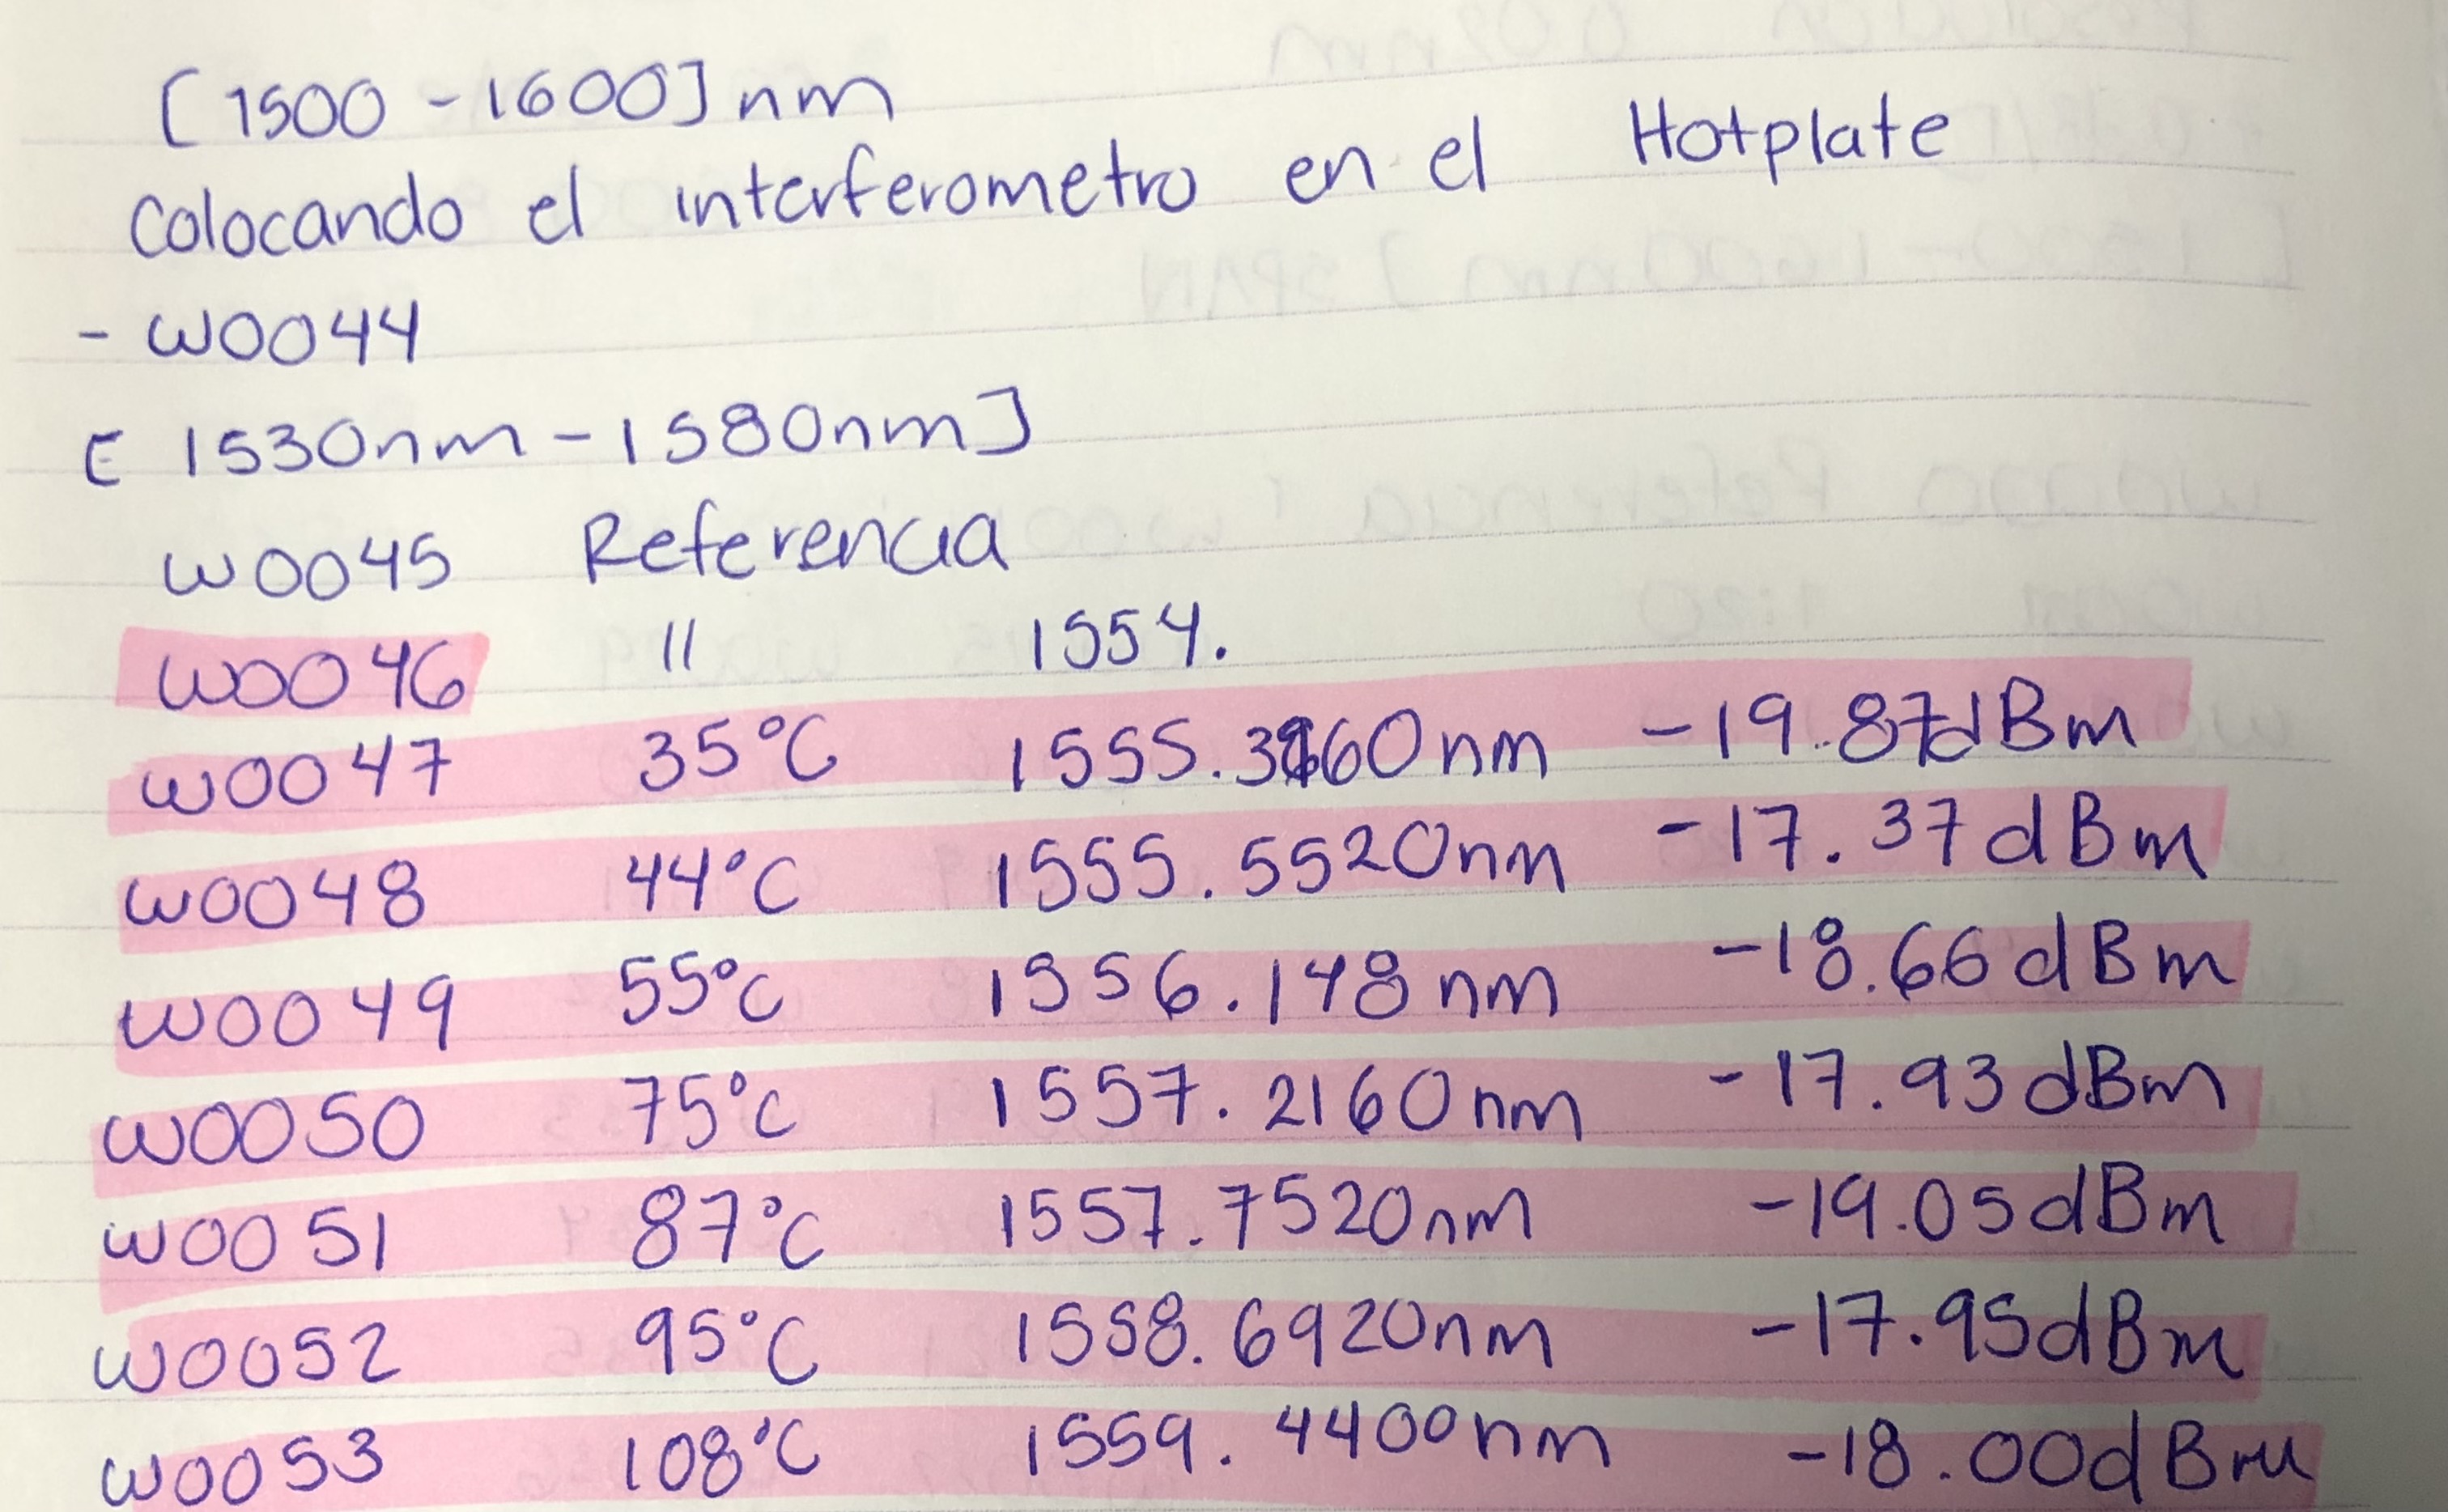 [1500 - 1600] nm
Colocando el interferometro en el Hotplate
- W0044
[ 1530nm - 1580nm]
W0045 Referencia
W0046 " 1554.
W0047 35°C -19.87dBm
W0048 44°C 1555.5520nm -17.37dBm
W0049 55°C 1556.148nm -18.66dBm
W0050 75°C 1557.2160nm -17.93dBm
W0051 87°C 1557.7520nm -19.05dBm
W0052 95°C 1558.6920nm -17.95dBm
W0053 108°C 1559.4400nm -18.00dBm